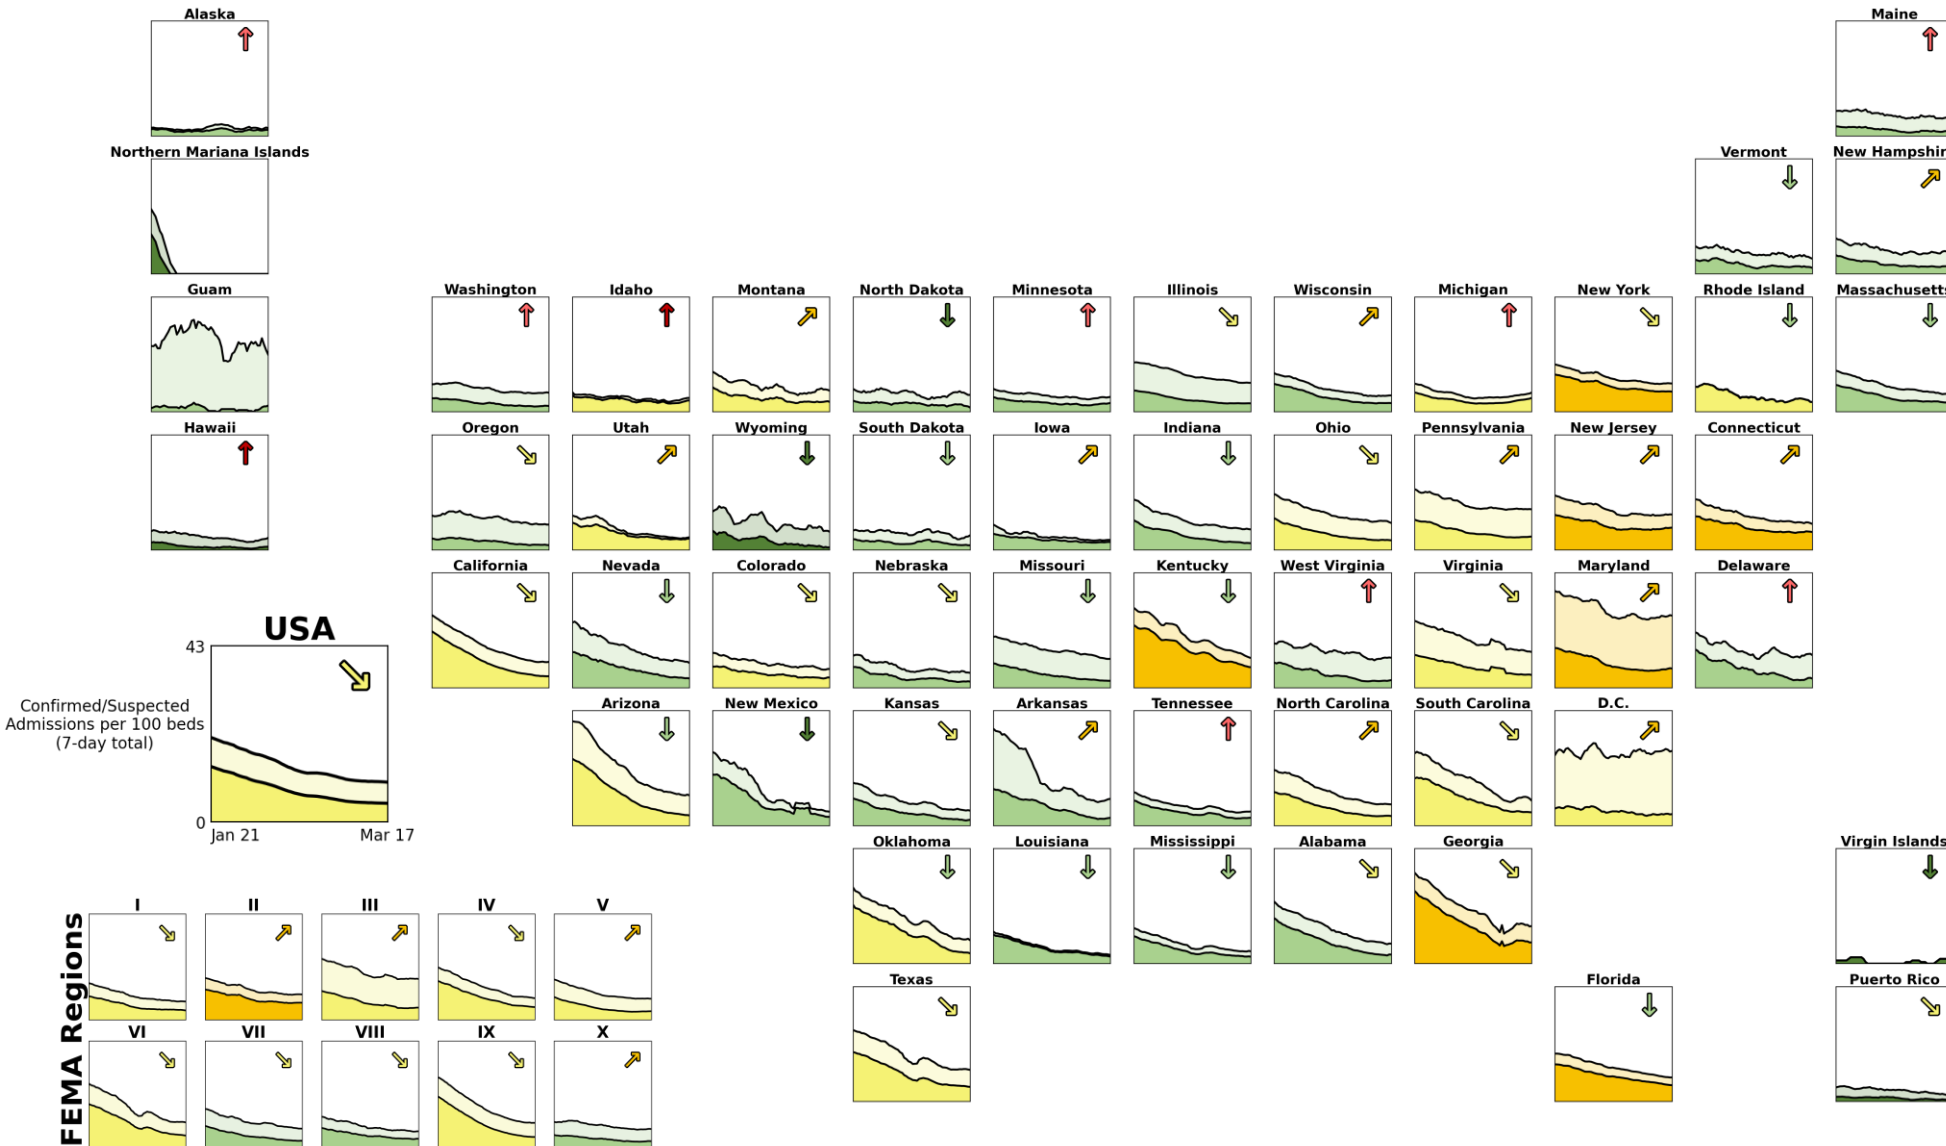 Alaska
Maine
Northern Mariana Islands
Vermont
New Hampshir
Guam
Washington
Idaho
Montana
North Dakota
Minnesota
Illinois
Wisconsin
Michigan
New York
Rhode Island
Massachusetts
Hawaii
Oregon
Utah
Wyoming
South Dakota
Iowa
Indiana
Ohio
Pennsylvania
New Jersey
Connecticut
California
Nevada
Colorado
Nebraska
Missouri
Kentucky
West Virginia
Virginia
Maryland
Delaware
USA
43
Confirmed/Suspected
Admissions per 100 beds
(7-day total)
0
Jan 21
Mar 17
Arizona
New Mexico
Kansas
Arkansas
Tennessee
North Carolina
South Carolina
D.C.
Oklahoma
Louisiana
Mississippi
Alabama
Georgia
Virgin Islands
Texas
Florida
Puerto Rico
FEMA Regions
I
II
III
IV
V
VI
VII
VIII
IX
X